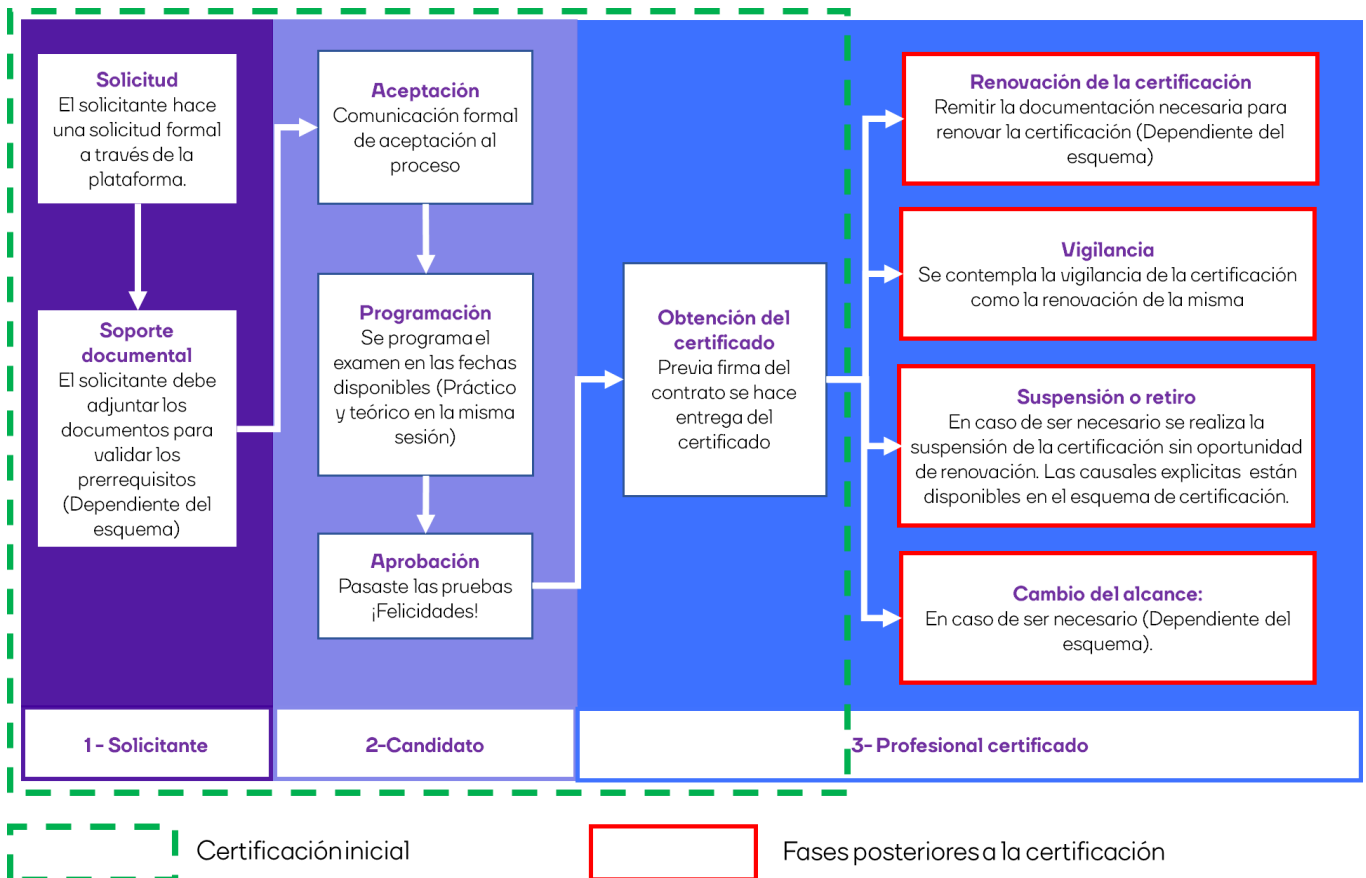 Solicitud
El solicitante hace
una solicitud formal
a través de la
plataforma.
Soporte
documental
El solicitante debe
adjuntar los
documentos para
validar los
prerrequisitos
(Dependiente del
esquema)
Aceptación
Comunicación formal
de aceptación al
proceso
Programación
Se programa el
examen en las fechas
disponibles (Práctico
y teórico en la misma
sesión)
Aprobación
Pasaste las pruebas
¡Felicidades!
Obtención del
certificado
Previa firma del
contrato se hace
entrega del
certificado
Renovación de la certificación
Remitir la documentación necesaria para
renovar la certificación (Dependiente del
esquema)
Vigilancia
Se contempla la vigilancia de la certificación
como la renovación de la misma
Suspensión o retiro
En caso de ser necesario se realiza la
suspensión de la certificación sin oportunidad
de renovación. Las causales explicitas están
disponibles en el esquema de certificación.
Cambio del alcance:
En caso de ser necesario (Dependiente del
esquema).
1 - Solicitante
2-Candidato
3- Profesional certificado
Certificación inicial
Fases posteriores a la certificación